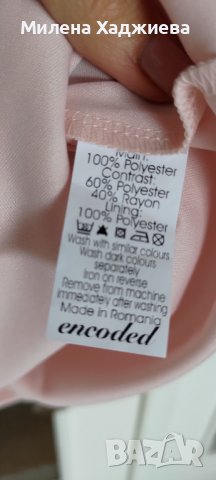 Милена Хаджиева
Main:
100% Polyester
Contrast:
60% Polyester
40% Rayon
Lining:
100% Polyester
Wash with similar colours
Wash dark colours
separately
Iron on reverse
Remove from machine
immediately after washing
Made in Romania
encoded
bazar